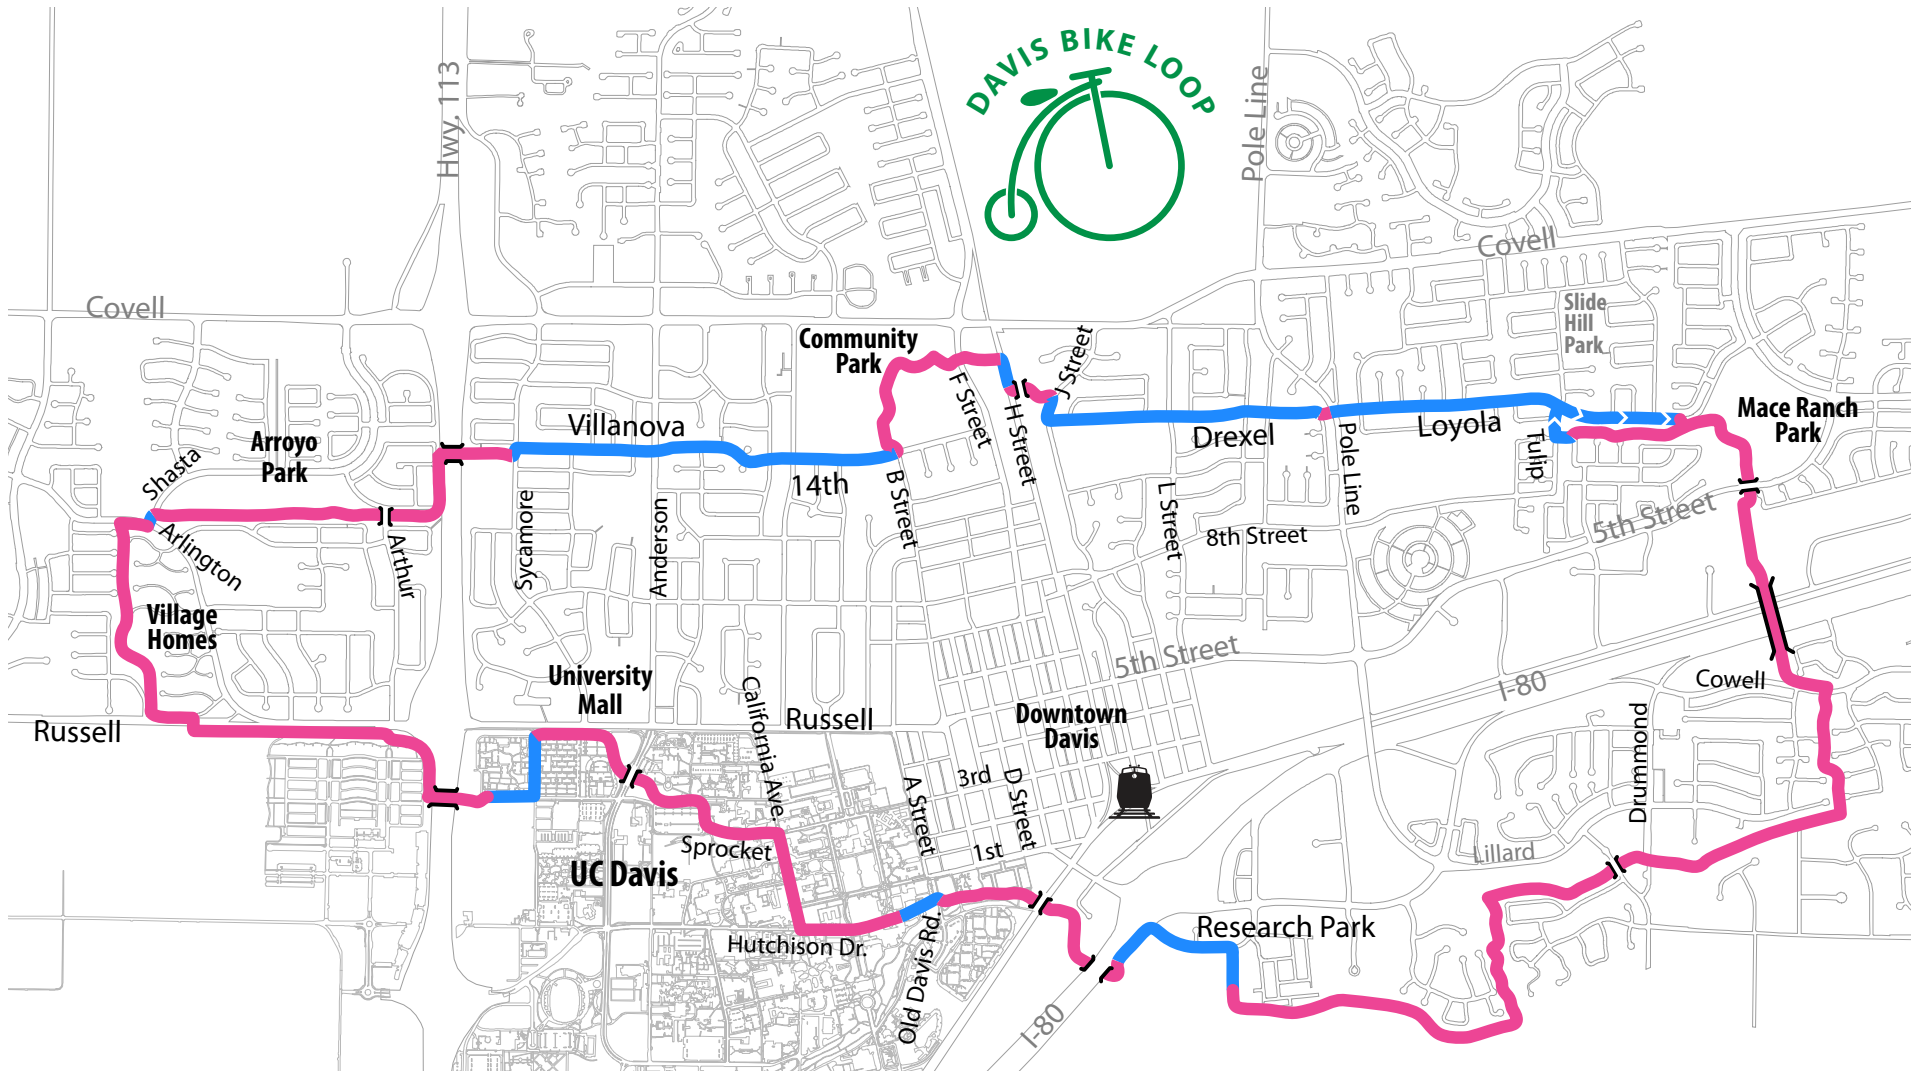 DAVIS BIKE LOOP
Hwy. 113
Pole Line
Covell
Covell
Slide
Hill
Park
Community
Park
J Street
F Street
H Street
Mace Ranch
Park
Villanova
Drexel
Loyola
Tulip
Pole Line
Arroyo
Park
Shasta
14th
B Street
L Street
5th Street
8th Street
Sycamore
Anderson
Arlington
Arthur
Village
Homes
5th Street
I-80
Cowell
University
Mall
California Ave.
Russell
Russell
Downtown
Davis
Drummond
3rd
D Street
A Street
1st
Sprocket
Lillard
UC Davis
Research Park
Hutchison Dr.
Old Davis Rd.
I-80